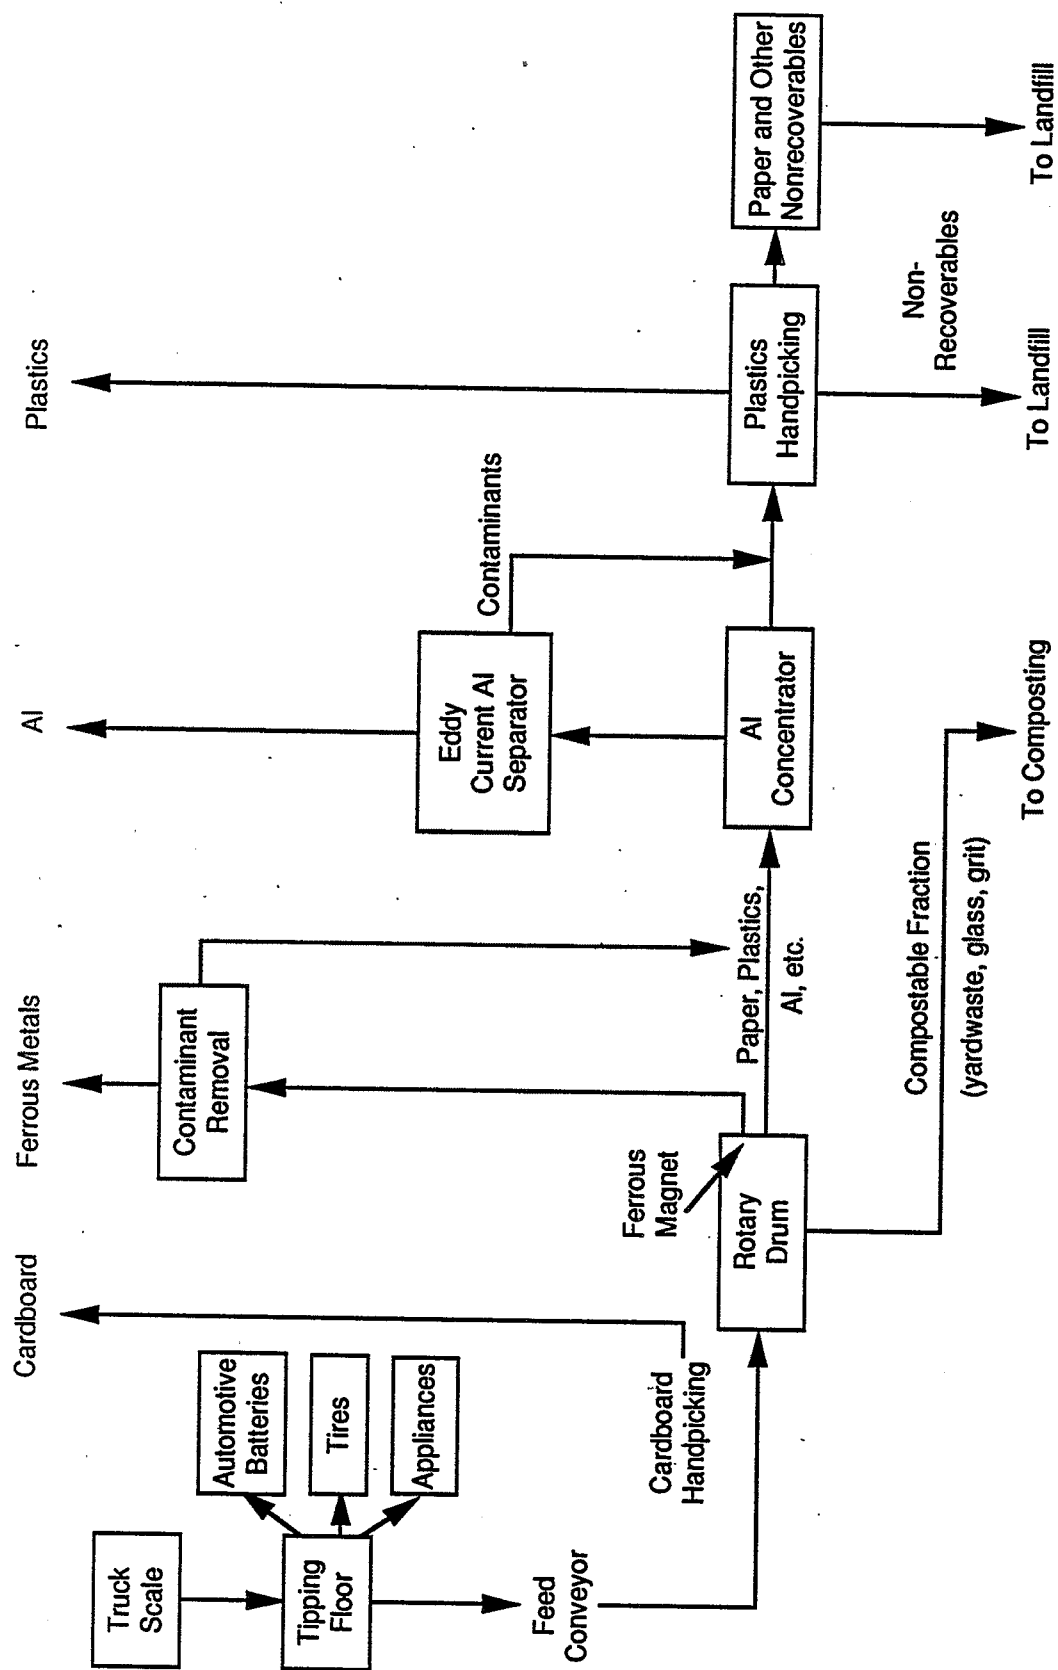 Cardboard
Ferrous Metals
Al
Plastics
Truck
Scale
Automotive
Batteries
Tires
Appliances
Tipping
Floor
Feed
Conveyor
Cardboard
Handpicking
Contaminant
Removal
Ferrous
Magnet
Rotary
Drum
Paper, Plastics,
Al, etc.
Compostable Fraction
(yardwaste, glass, grit)
To Composting
Eddy
Current Al
Separator
Contaminants
Al
Concentrator
Plastics
Handpicking
Non-
Recoverables
To Landfill
Paper and Other
Nonrecoverables
To Landfill